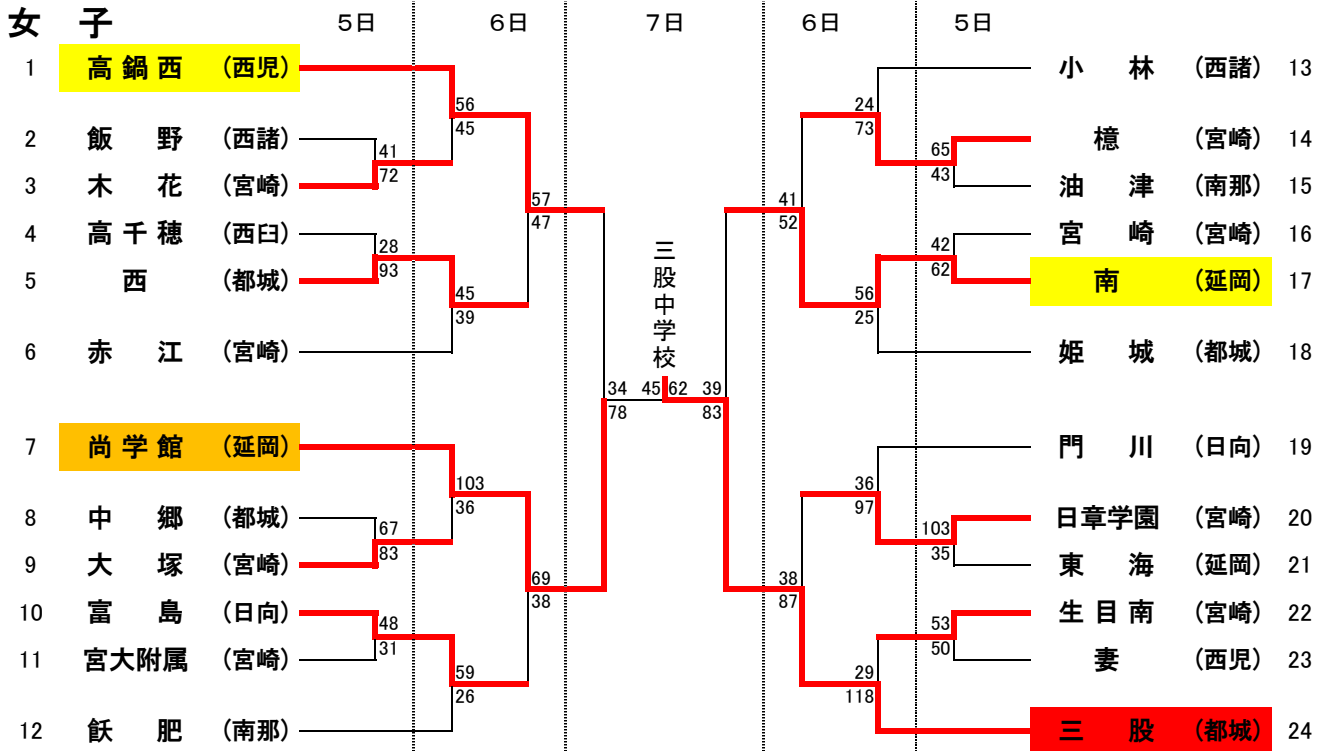 女 子
5日 6日 7日 6日 5日
1 高鍋西 (西児)
2 飯野 (西諸)
3 木花 (宮崎)
4 高千穂 (西臼)
5 西 (都城)
6 赤江 (宮崎)
7 尚学館 (延岡)
8 中郷 (都城)
9 大塚 (宮崎)
10 富島 (日向)
11 宮大附属 (宮崎)
12 飫肥 (南那)
41
72
28
93
67
83
48
31
56
45
45
39
103
36
59
26
57
47
69
38
34
78
45 62
三股中学校
39
83
41
52
38
87
24
73
56
25
36
97
29
118
65
43
42
62
103
35
53
50
小林 (西諸) 13
檍 (宮崎) 14
油津 (南那) 15
宮崎 (宮崎) 16
南 (延岡) 17
姫城 (都城) 18
門川 (日向) 19
日章学園 (宮崎) 20
東海 (延岡) 21
生目南 (宮崎) 22
妻 (西児) 23
三股 (都城) 24